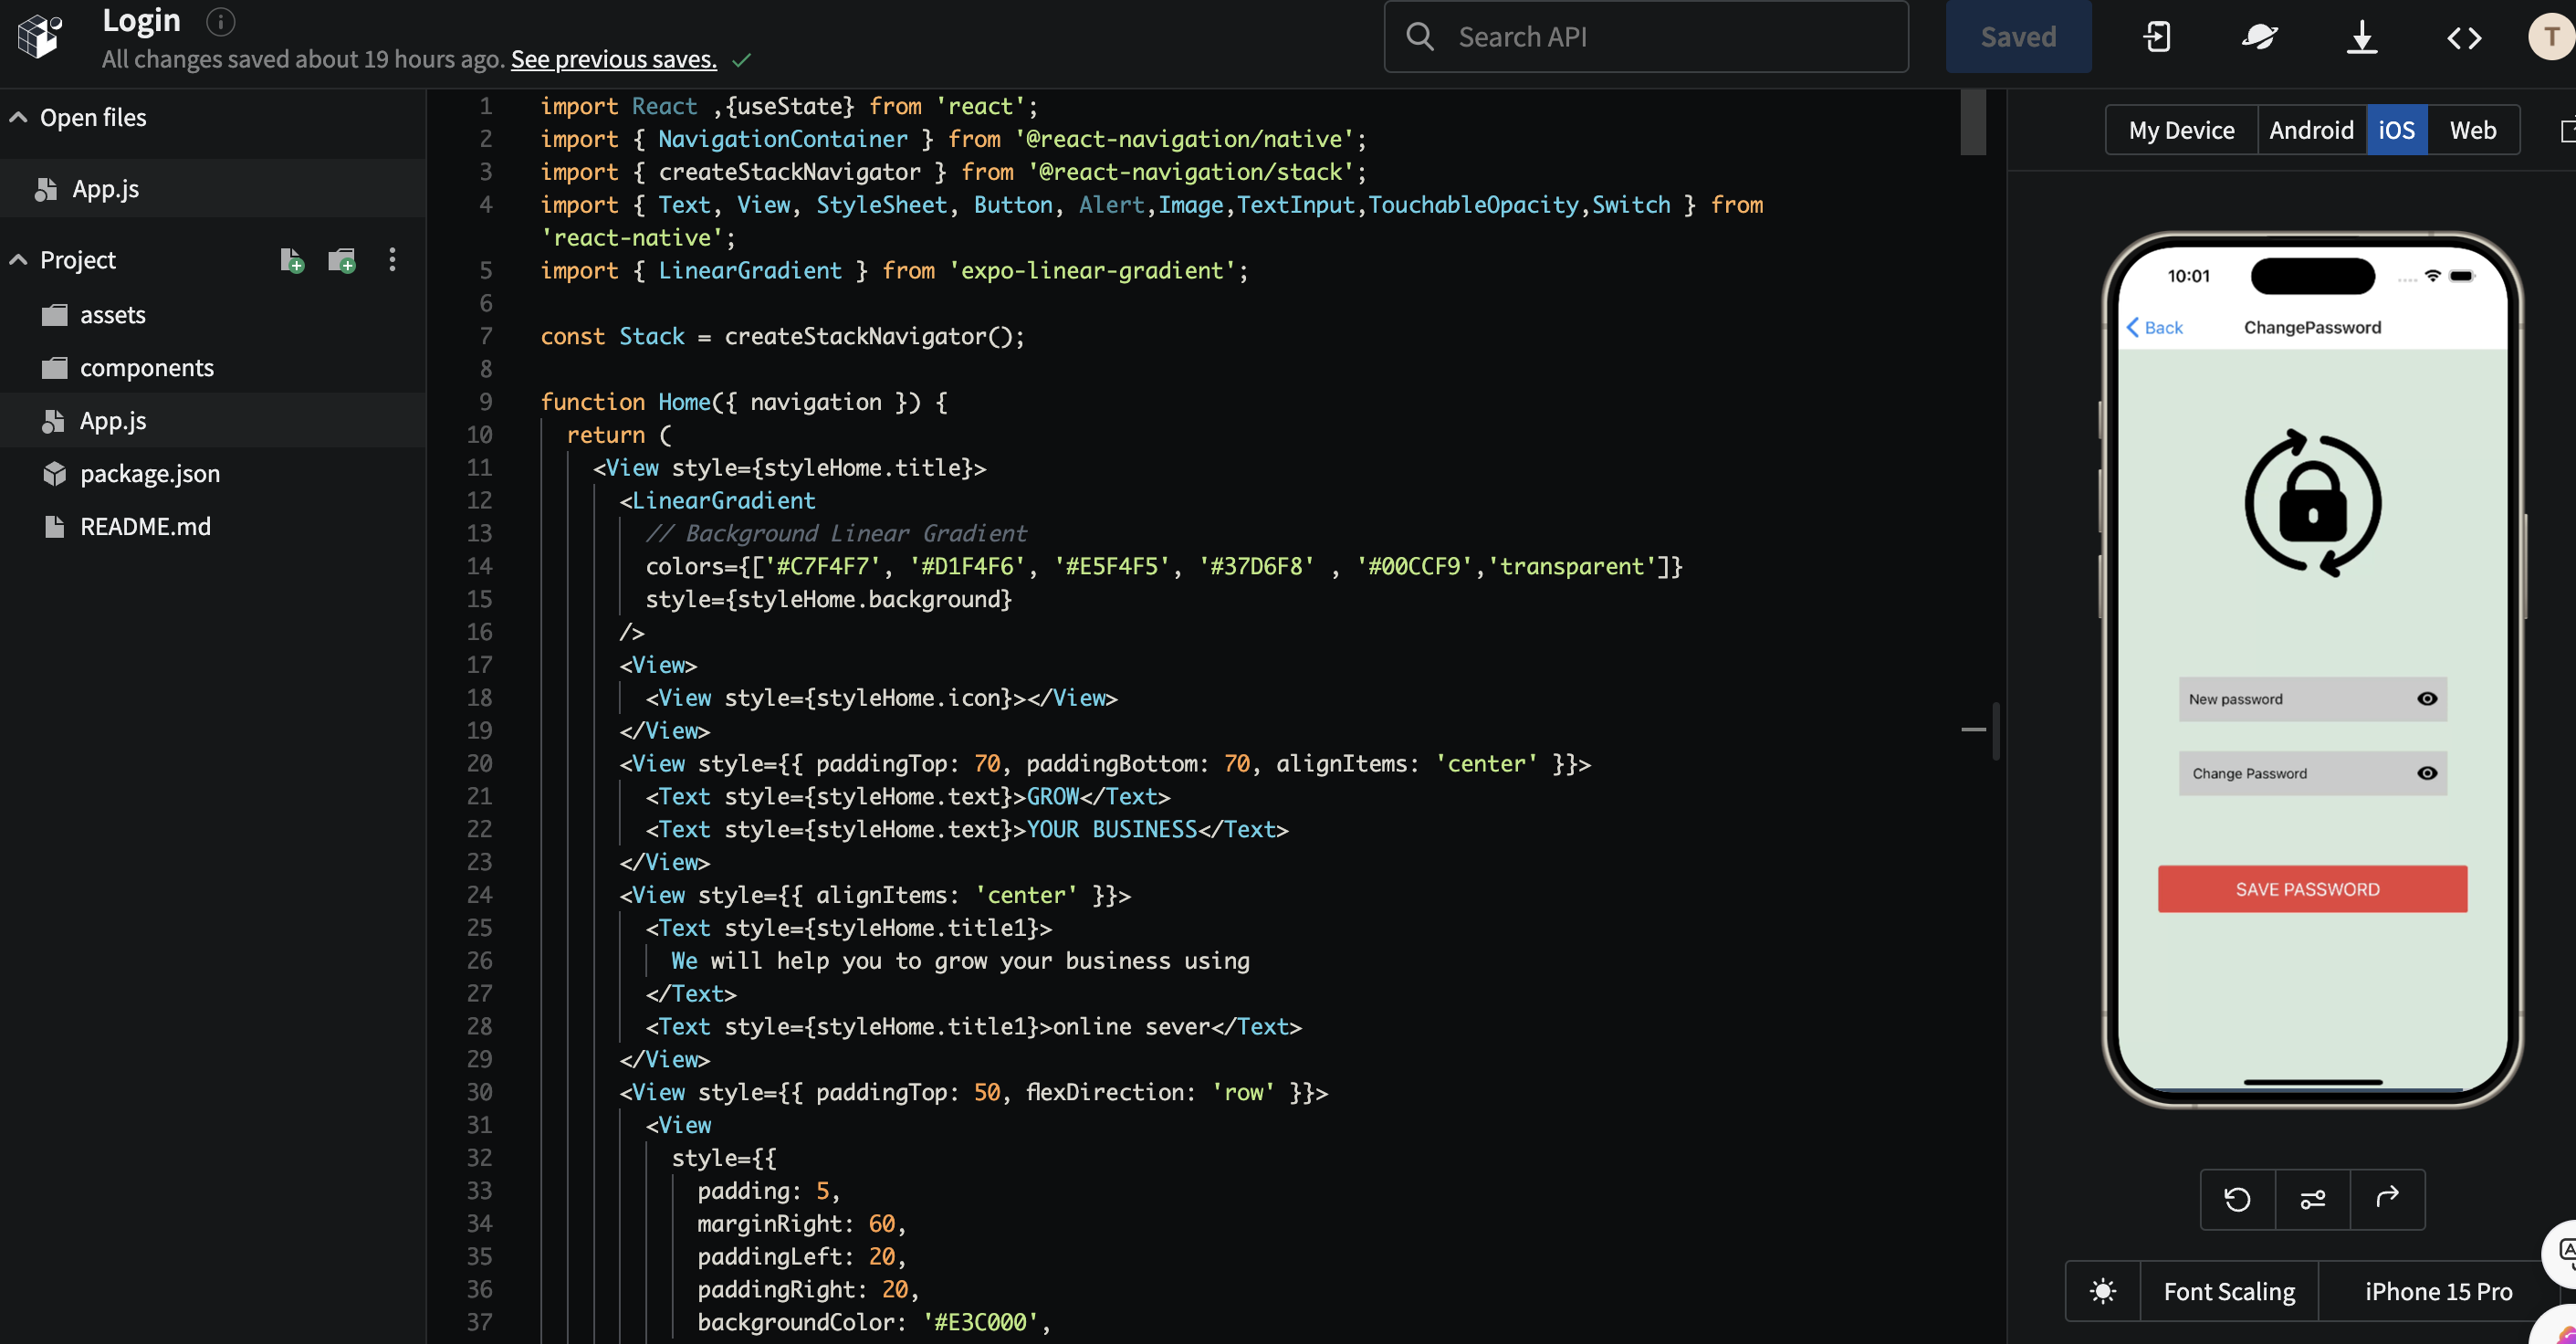 Login
All changes saved about 19 hours ago. See previous saves.
Search API
Saved
T
Open files
App.js
Project
assets
components
App.js
package.json
README.md
1 import React ,{useState} from 'react';
2 import { NavigationContainer } from '@react-navigation/native';
3 import { createStackNavigator } from '@react-navigation/stack';
4 import { Text, View, StyleSheet, Button, Alert,Image,TextInput,TouchableOpacity,Switch } from
'react-native';
5 import { LinearGradient } from 'expo-linear-gradient';
6
7 const Stack = createStackNavigator();
8
9 function Home({ navigation }) {
10 return (
11 <View style={styleHome.title}>
12 <LinearGradient
13 // Background Linear Gradient
14 colors={['#C7F4F7', '#D1F4F6', '#E5F4F5', '#37D6F8' , '#00CCF9','transparent']}
15 style={styleHome.background}
16 />
17 <View>
18 <View style={styleHome.icon}></View>
19 </View>
20 <View style={{ paddingTop: 70, paddingBottom: 70, alignItems: 'center' }}>
21 <Text style={styleHome.text}>GROW</Text>
22 <Text style={styleHome.text}>YOUR BUSINESS</Text>
23 </View>
24 <View style={{ alignItems: 'center' }}>
25 <Text style={styleHome.title1}>
26 We will help you to grow your business using
27 </Text>
28 <Text style={styleHome.title1}>online sever</Text>
29 </View>
30 <View style={{ paddingTop: 50, flexDirection: 'row' }}>
31 <View
32 style={{
33 padding: 5,
34 marginRight: 60,
35 paddingLeft: 20,
36 paddingRight: 20,
37 backgroundColor: '#E3C000',
My Device Android iOS Web
10:01
Back ChangePassword
New password
Change Password
SAVE PASSWORD
Font Scaling iPhone 15 Pro